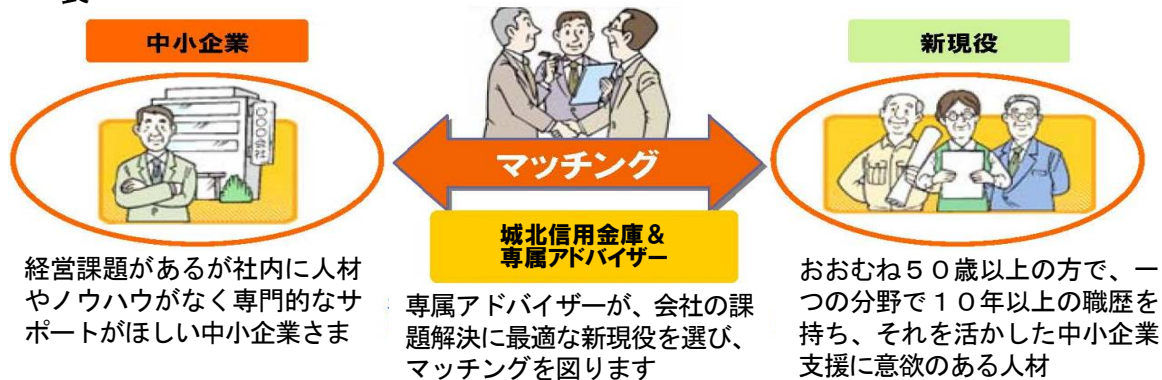 中小企業
新現役
〇〇〇〇会社
マッチング
城北信用金庫＆
専属アドバイザー
経営課題があるが社内に人材
やノウハウがなく専門的なサ
ポートがほしい中小企業さま
専属アドバイザーが、会社の課
題解決に最適な新現役を選び、
マッチングを図ります
おおむね５０歳以上の方で、一
つの分野で１０年以上の職歴を
持ち、それを活かした中小企業
支援に意欲のある人材